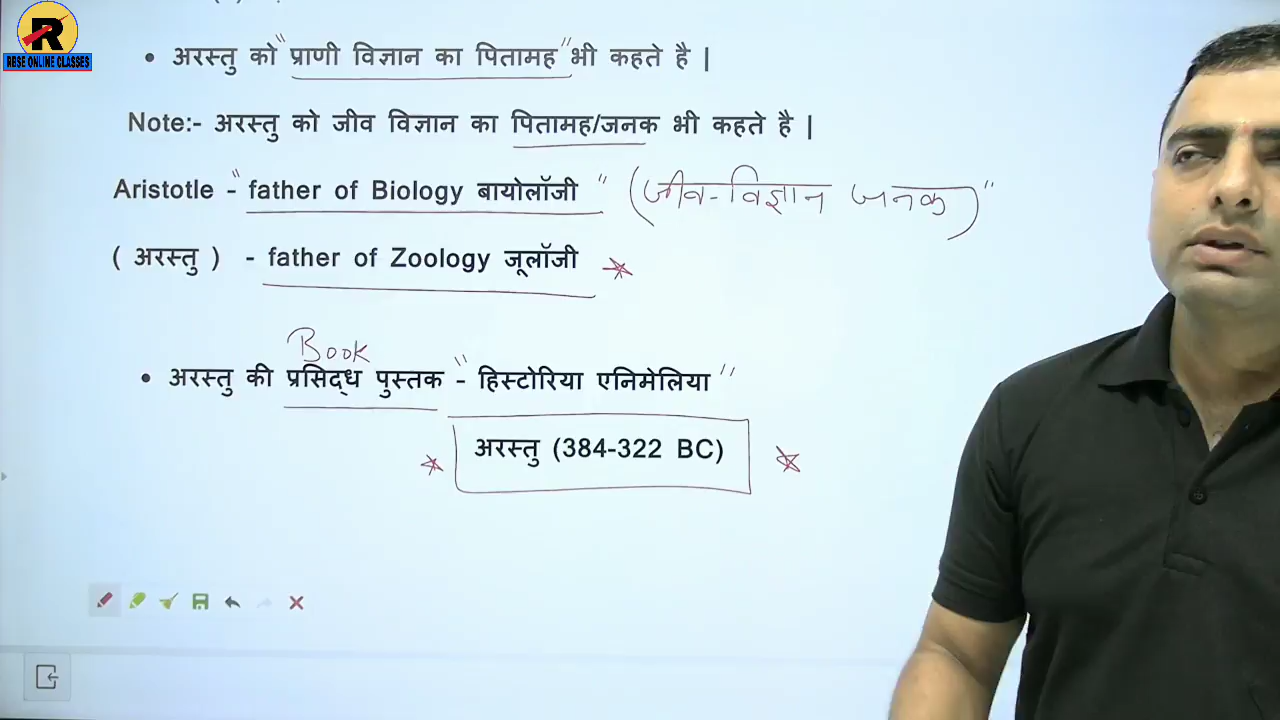 R
RBSE ONLINE CLASSES
• अरस्तु को "प्राणी विज्ञान का पितामह" भी कहते है |
Note:- अरस्तु को जीव विज्ञान का पितामह/जनक भी कहते है |
Aristotle - "father of Biology बायोलॉजी" (जीव-विज्ञान जनक)"
( अरस्तु ) - father of Zoology जूलॉजी
Book
• अरस्तु की प्रसिद्ध पुस्तक - "हिस्टोरिया एनिमेलिया"
अरस्तु (384-322 BC)